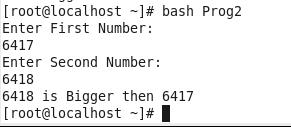 [root@localhost ~]# bash Prog2
Enter First Number:
6417
Enter Second Number:
6418
6418 is Bigger then 6417
[root@localhost ~]#